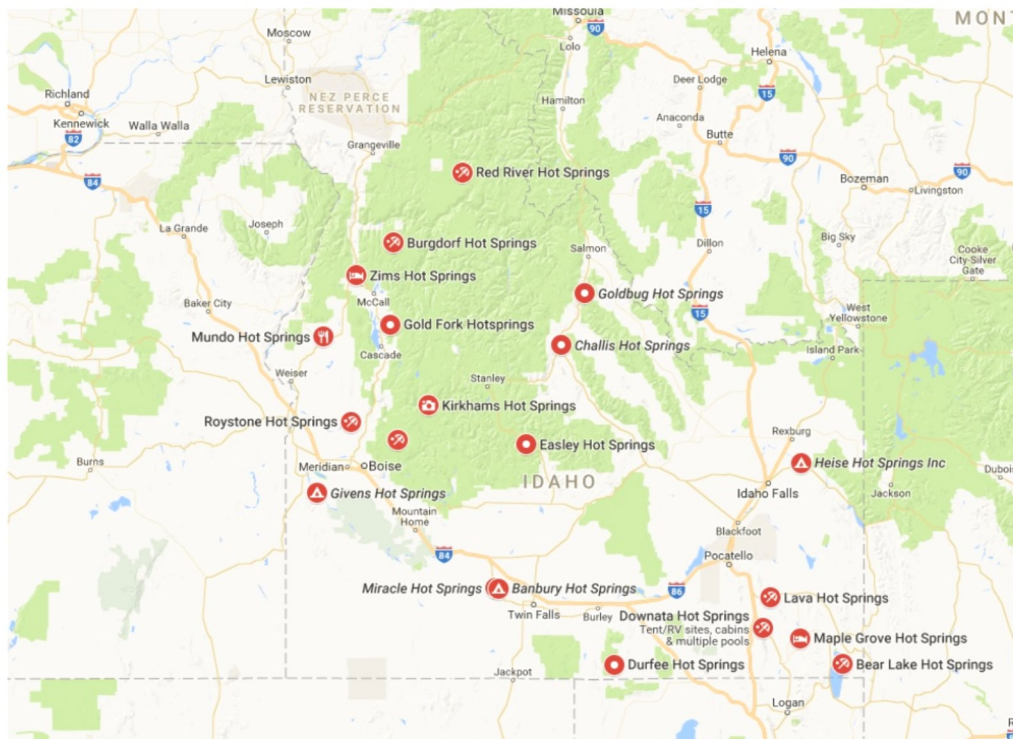 Missoula
MONT
Moscow
90
Lolo
Helena
Lewiston
Deer Lodge
15
Richland
NEZ PERCE
RESERVATION
Hamilton
Kennewick
Walla Walla
Anaconda
Butte
82
Grangeville
90
84
Red River Hot Springs
Bozeman
90
Livingston
15
La Grande
Joseph
Burgdorf Hot Springs
Salmon
Dillon
Big Sky
Cooke
City-Silver
Gate
Zims Hot Springs
Baker City
McCall
Goldbug Hot Springs
West
Yellowstone
15
Gold Fork Hotsprings
Mundo Hot Springs
Challis Hot Springs
Island Park
Cascade
Weiser
Stanley
Kirkhams Hot Springs
Roystone Hot Springs
Easley Hot Springs
Rexburg
Burns
Meridian
Boise
Heise Hot Springs Inc
Dubois
IDAHO
Idaho Falls
Jackson
Givens Hot Springs
Mountain
Home
Blackfoot
84
Pocatello
Miracle Hot Springs
Banbury Hot Springs
86
Lava Hot Springs
Twin Falls
Burley
Downata Hot Springs
Tent/RV sites, cabins
& multiple pools
Maple Grove Hot Springs
Durfee Hot Springs
Bear Lake Hot Springs
Jackpot
Logan